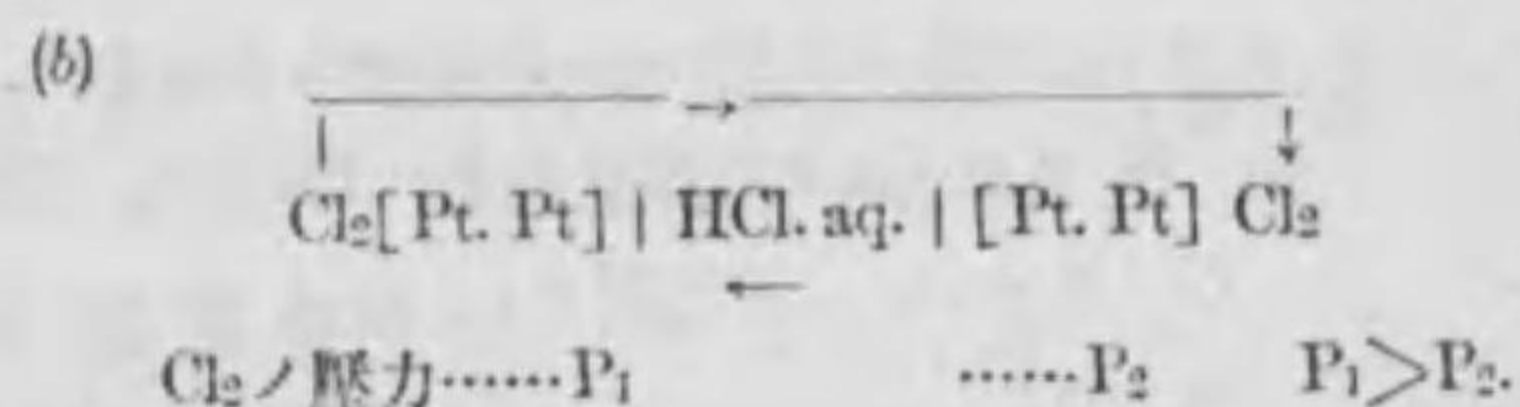 (b)
→
Cl₂[Pt. Pt] | HCl. aq. | [Pt. Pt] Cl₂
←
Cl₂ノ壓力……P₁ ……P₂ P₁>P₂.